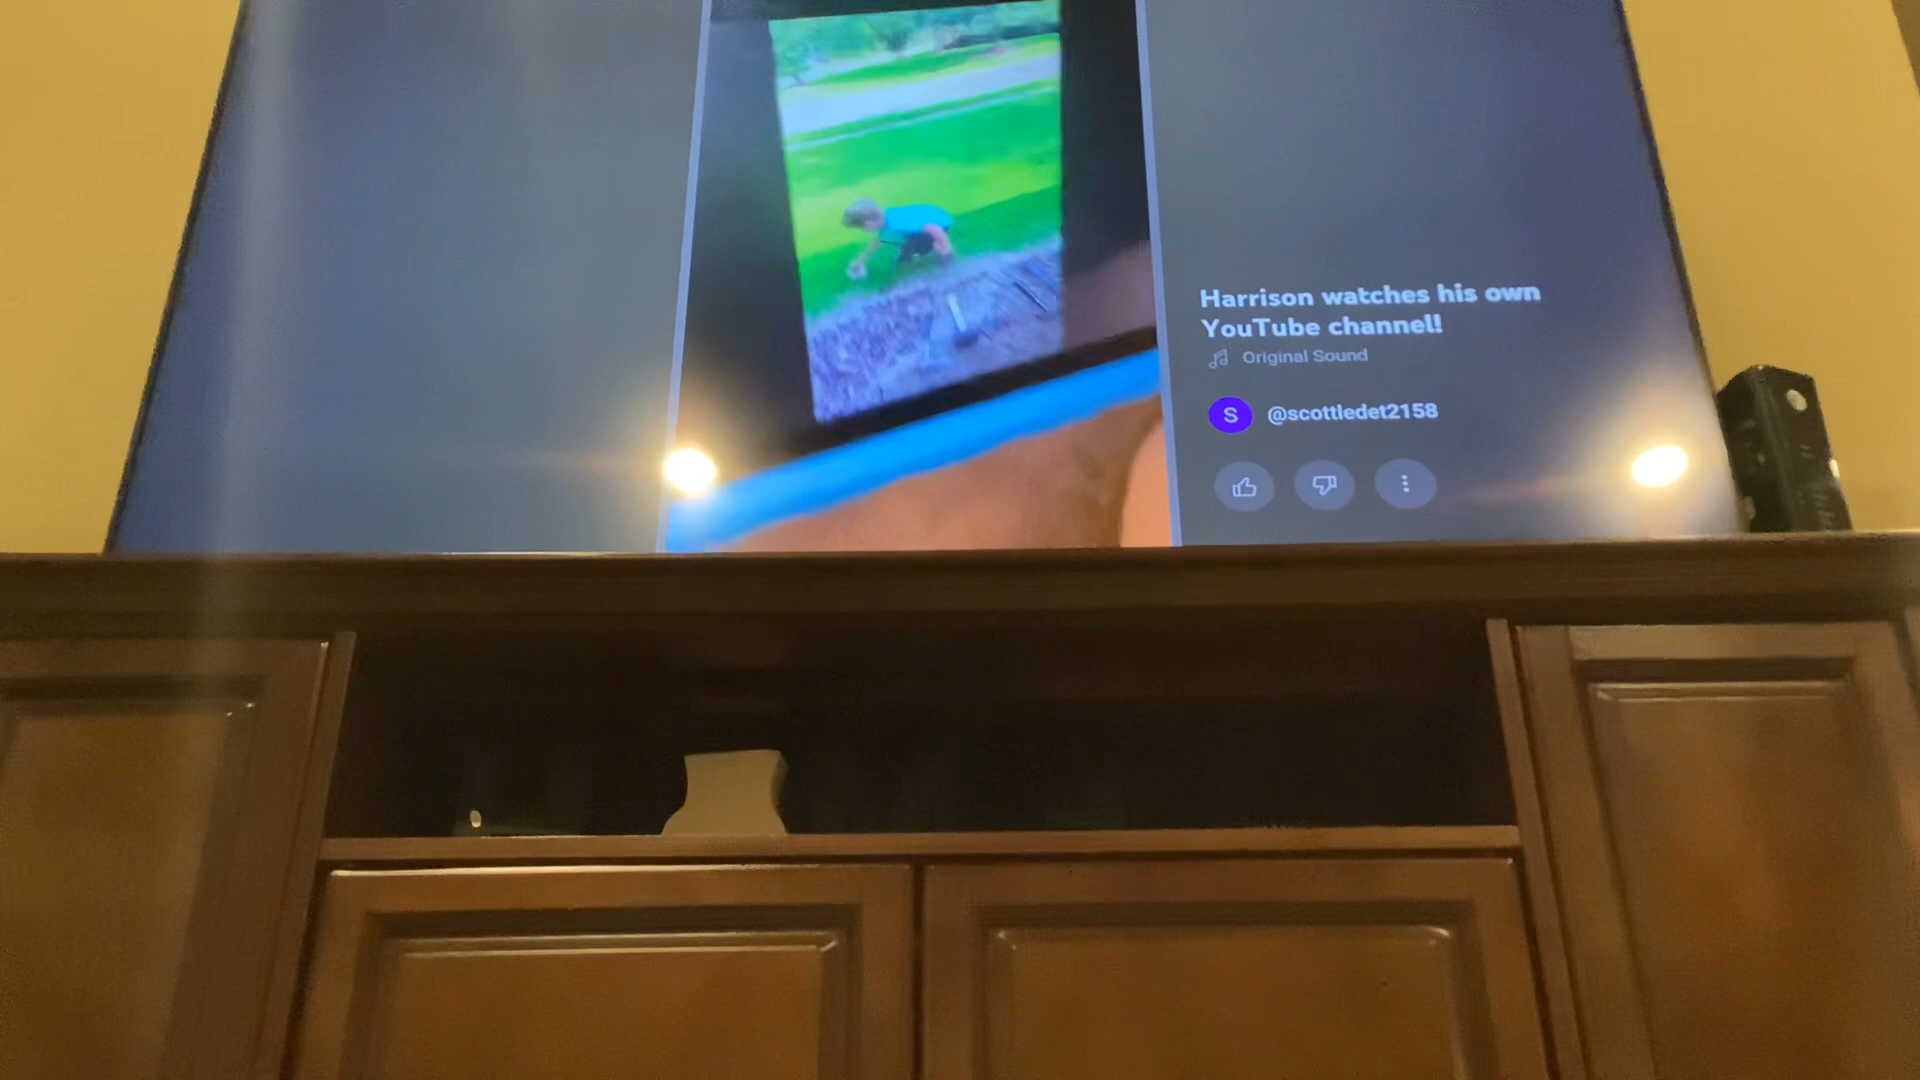 Harrison watches his own
YouTube channel!
Original Sound
S
@scottledet2158